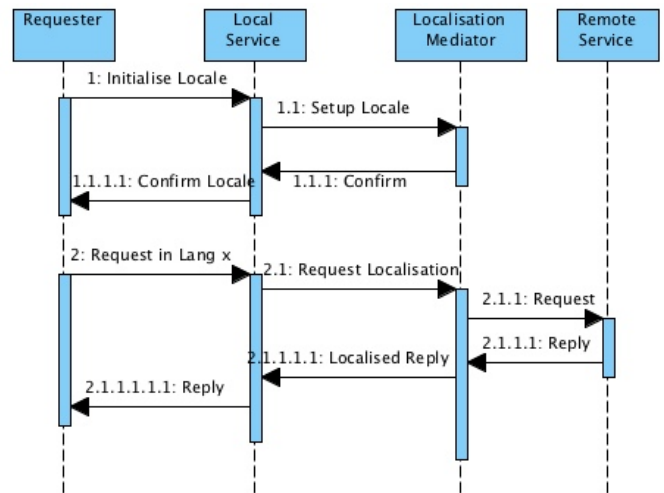 Requester
Local
Service
Localisation
Mediator
Remote
Service
1: Initialise Locale
1.1: Setup Locale
1.1.1.1: Confirm Locale
1.1.1: Confirm
2: Request in Lang x
2.1: Request Localisation
2.1.1: Request
2.1.1.1: Reply
2.1.1.1.1: Localised Reply
2.1.1.1.1.1: Reply